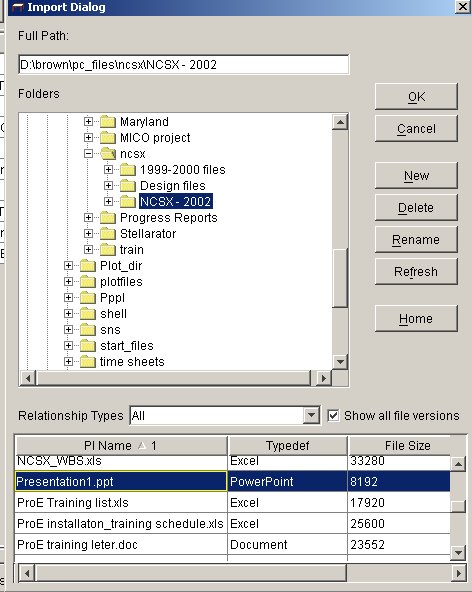 Import Dialog
Full Path:
D:\brown\pc_files\ncsx\NCSX - 2002
Folders
Maryland
MICO project
ncsx
1999-2000 files
Design files
NCSX - 2002
Progress Reports
Stellarator
train
Plot_dir
plotfiles
Pppl
shell
sns
start_files
time sheets
OK
Cancel
New
Delete
Rename
Refresh
Home
Relationship Types All Show all file versions
PI Name 1 Typedef File Size
NCSX_WBS.xls Excel 33280
Presentation1.ppt PowerPoint 8192
ProE Training list.xls Excel 17920
ProE installaton_training schedule.xls Excel 25600
ProE training leter.doc Document 23552